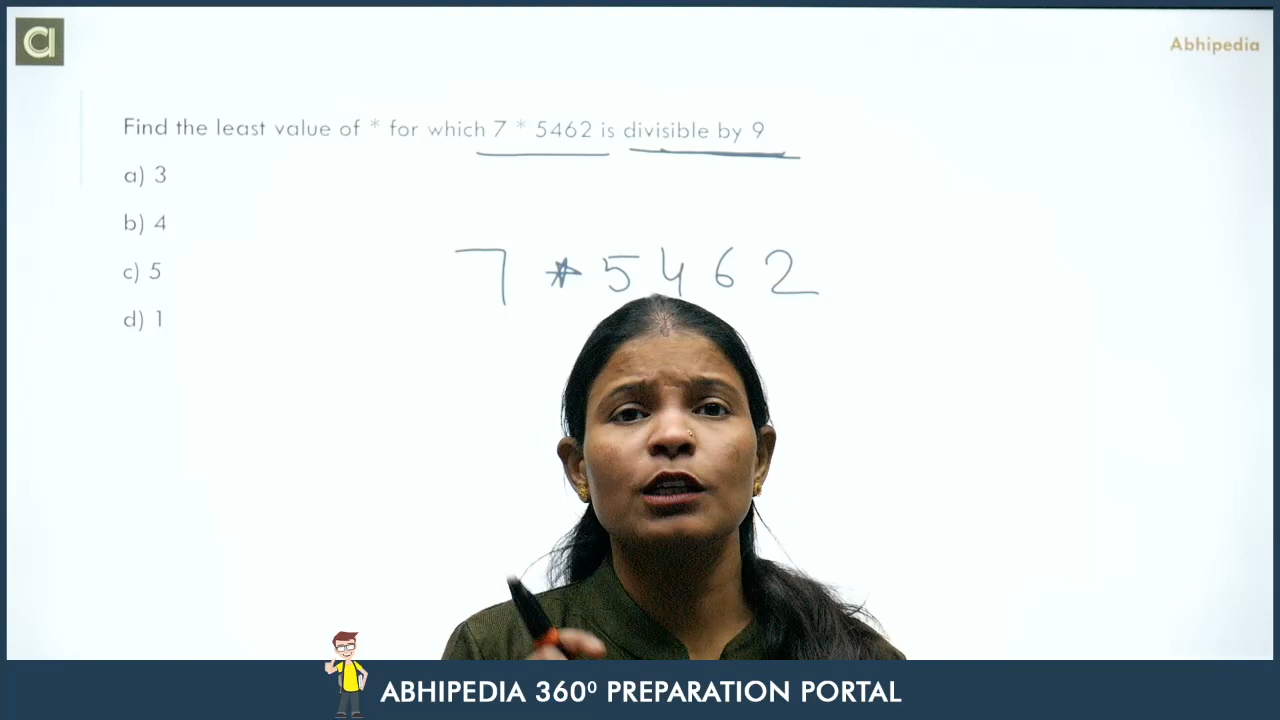 CA
Abhipedia
Find the least value of * for which 7 * 5462 is divisible by 9
a) 3
b) 4
c) 5
d) 1
7 * 5 4 6 2
ABHIPEDIA 360⁰ PREPARATION PORTAL